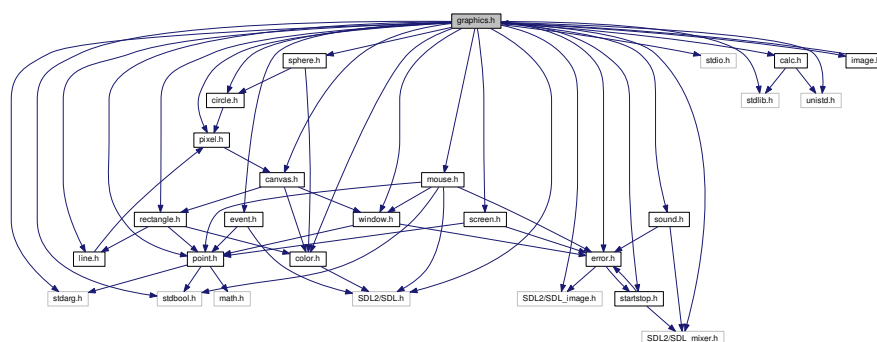 graphics.h
sphere.h
stdio.h
calc.h
image.
circle.h
stdlib.h
unistd.h
pixel.h
canvas.h
mouse.h
rectangle.h
event.h
window.h
screen.h
sound.h
line.h
point.h
color.h
error.h
stdarg.h
stdbool.h
math.h
SDL2/SDL.h
SDL2/SDL_image.h
startstop.h
SDL2/SDL_mixer.h